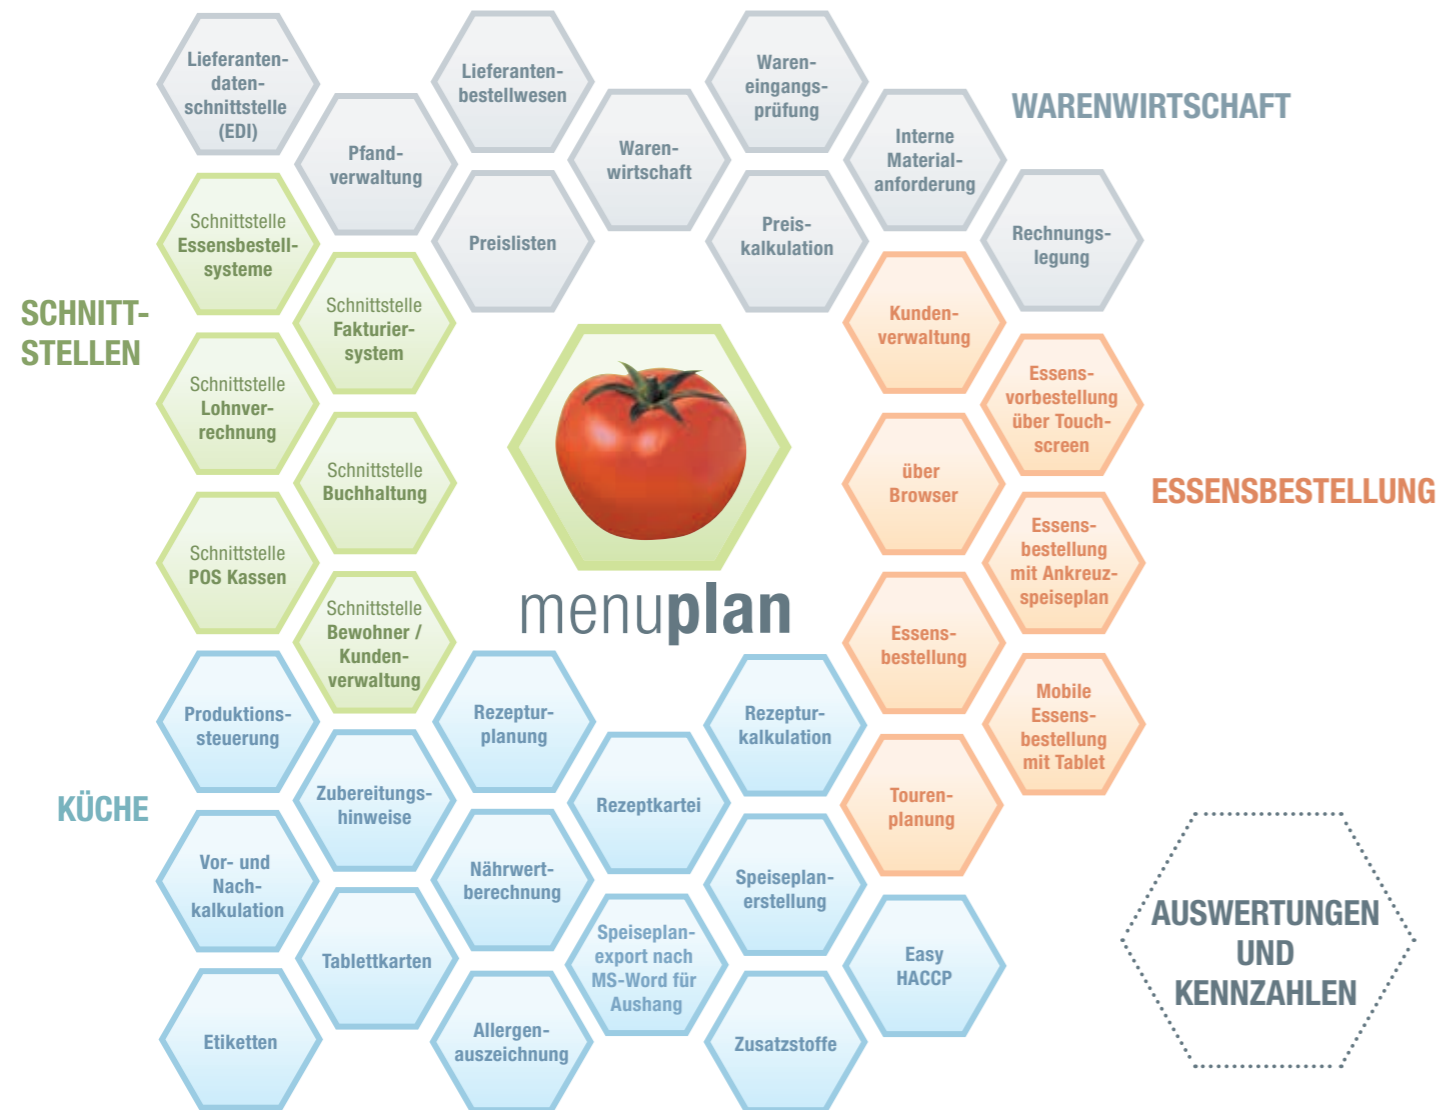 Lieferanten-
daten-
schnittstelle
(EDI)
Pfand-
verwaltung
Lieferanten-
bestellwesen
Preislisten
Waren-
wirtschaft
Waren-
eingangs-
prüfung
Preis-
kalkulation
Interne
Material-
anforderung
Rechnungs-
legung
WARENWIRTSCHAFT
SCHNITT-
STELLEN
Schnittstelle
Essensbestell-
systeme
Schnittstelle
Fakturier-
system
Schnittstelle
Lohnver-
rechnung
Schnittstelle
Buchhaltung
Schnittstelle
POS Kassen
Schnittstelle
Bewohner /
Kunden-
verwaltung
menuplan
Kunden-
verwaltung
Essens-
vorbestellung
über Touch-
screen
über
Browser
Essens-
bestellung
mit Ankreuz-
speiseplan
Essens-
bestellung
Mobile
Essens-
bestellung
mit Tablet
Touren-
planung
ESSENSBESTELLUNG
KÜCHE
Produktions-
steuerung
Zubereitungs-
hinweise
Rezeptur-
planung
Rezeptkartei
Rezeptur-
kalkulation
Vor- und
Nach-
kalkulation
Tablettkarten
Nährwert-
berechnung
Speiseplan-
export nach
MS-Word für
Aushang
Speiseplan-
erstellung
Easy
HACCP
Etiketten
Allergen-
auszeichnung
Zusatzstoffe
AUSWERTUNGEN
UND
KENNZAHLEN